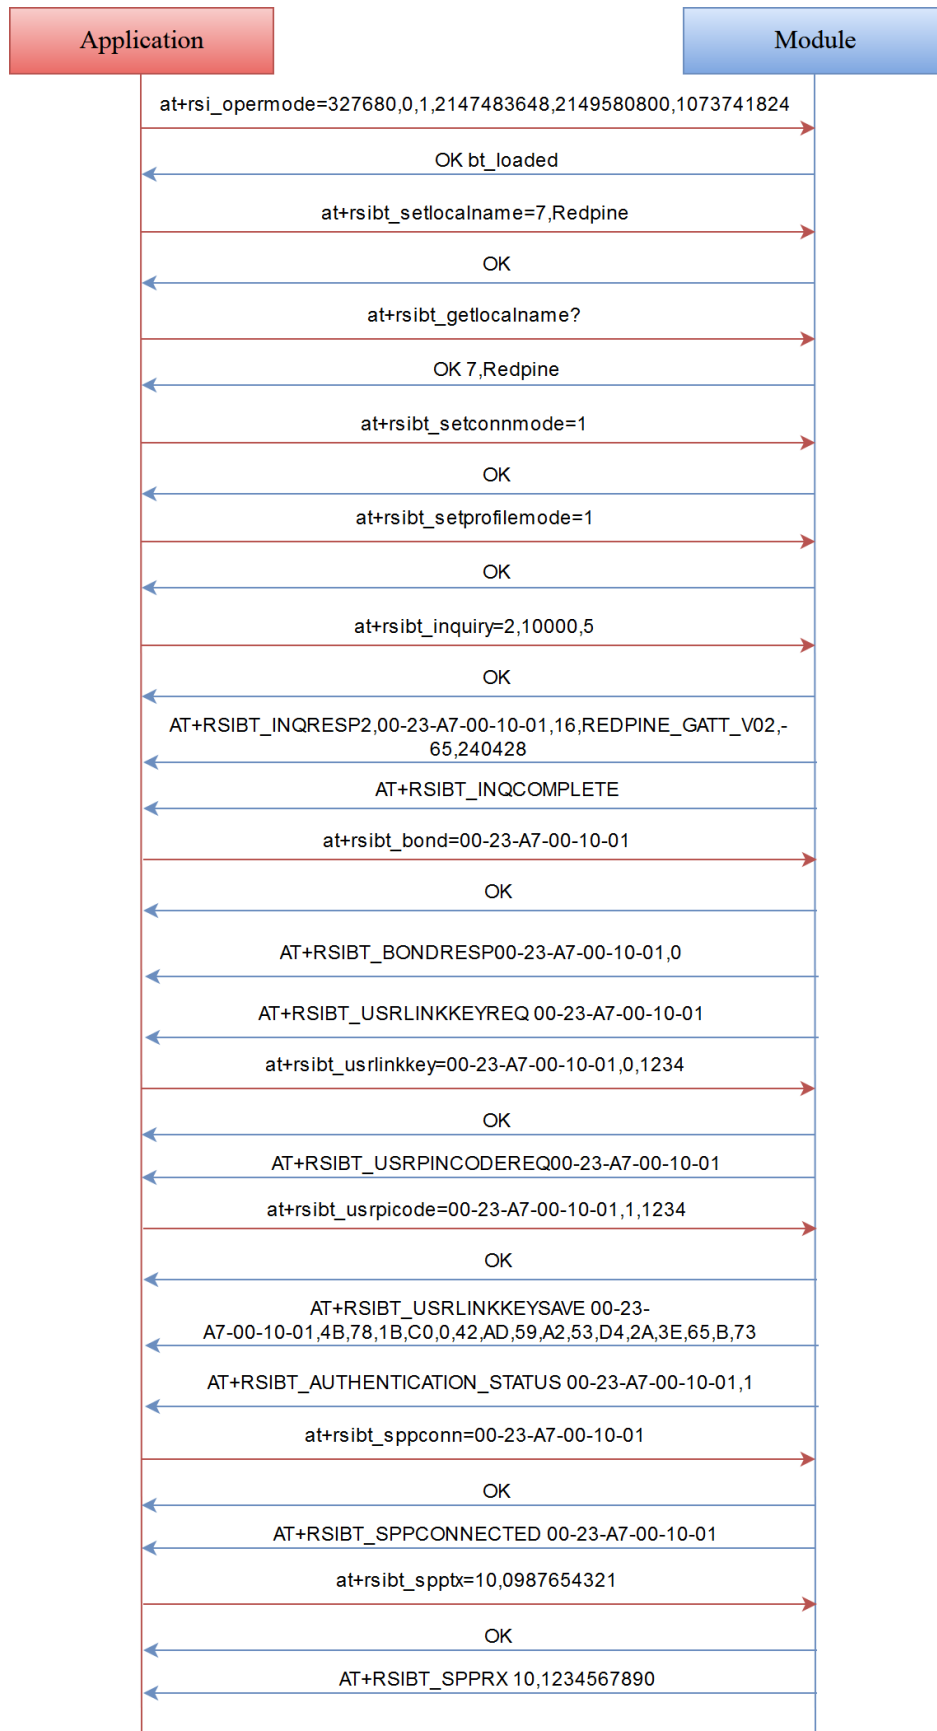 Application
Module
at+rsi_opermode=327680,0,1,2147483648,2149580800,1073741824
OK bt_loaded
at+rsibt_setlocalname=7,Redpine
OK
at+rsibt_getlocalname?
OK 7,Redpine
at+rsibt_setconnmode=1
OK
at+rsibt_setprofilemode=1
OK
at+rsibt_inquiry=2,10000,5
OK
AT+RSIBT_INQRESP2,00-23-A7-00-10-01,16,REDPINE_GATT_V02,-
65,240428
AT+RSIBT_INQCOMPLETE
at+rsibt_bond=00-23-A7-00-10-01
OK
AT+RSIBT_BONDRESP00-23-A7-00-10-01,0
AT+RSIBT_USRLINKKEYREQ 00-23-A7-00-10-01
at+rsibt_usrlinkkey=00-23-A7-00-10-01,0,1234
OK
AT+RSIBT_USRPINCODEREQ00-23-A7-00-10-01
at+rsibt_usrpicode=00-23-A7-00-10-01,1,1234
OK
AT+RSIBT_USRLINKKEYSAVE 00-23-
A7-00-10-01,4B,78,1B,C0,0,42,AD,59,A2,53,D4,2A,3E,65,B,73
AT+RSIBT_AUTHENTICATION_STATUS 00-23-A7-00-10-01,1
at+rsibt_sppconn=00-23-A7-00-10-01
OK
AT+RSIBT_SPPCONNECTED 00-23-A7-00-10-01
at+rsibt_spptx=10,0987654321
OK
AT+RSIBT_SPPRX 10,1234567890